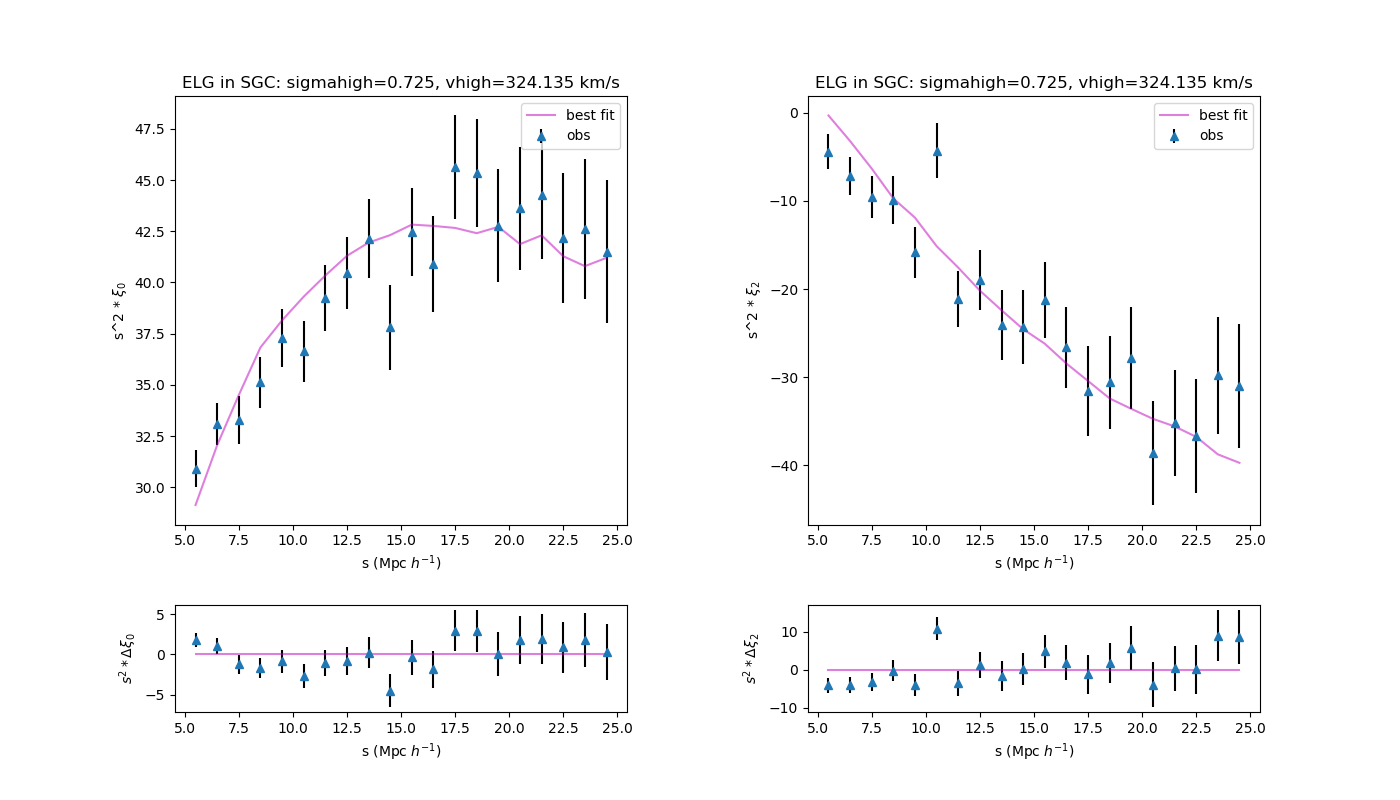 ELG in SGC: sigmahigh=0.725, vhigh=324.135 km/s
best fit
obs
47.5
45.0
42.5
40.0
37.5
35.0
32.5
30.0
s^2 * ξ₀
5.0 7.5 10.0 12.5 15.0 17.5 20.0 22.5 25.0
s (Mpc h⁻¹)
5
0
−5
s² * Δξ₀
5.0 7.5 10.0 12.5 15.0 17.5 20.0 22.5 25.0
s (Mpc h⁻¹)
ELG in SGC: sigmahigh=0.725, vhigh=324.135 km/s
best fit
obs
0
−10
−20
−30
−40
s^2 * ξ₂
5.0 7.5 10.0 12.5 15.0 17.5 20.0 22.5 25.0
s (Mpc h⁻¹)
10
0
−10
s² * Δξ₂
5.0 7.5 10.0 12.5 15.0 17.5 20.0 22.5 25.0
s (Mpc h⁻¹)